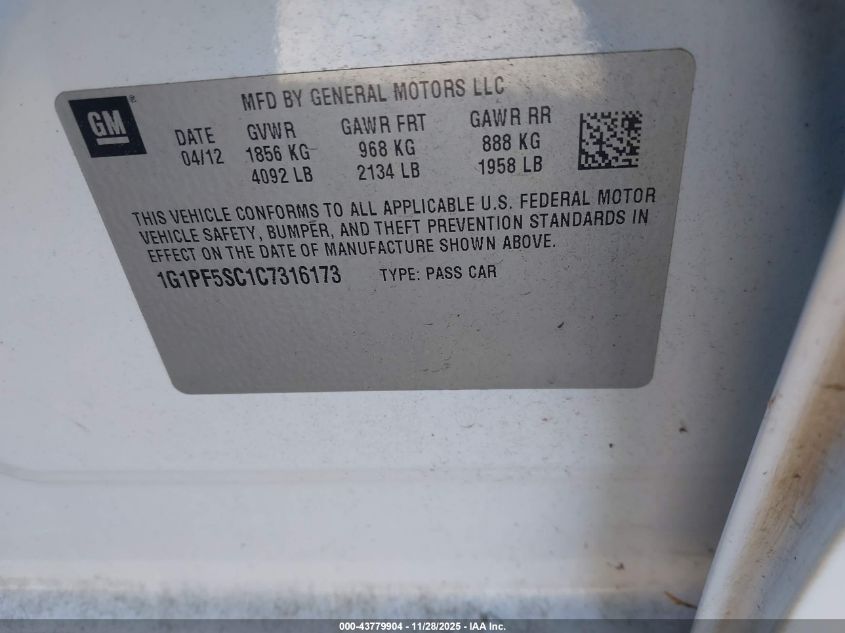 MFD BY GENERAL MOTORS LLC
GM®
DATE GVWR GAWR FRT GAWR RR
04/12 1856 KG 968 KG 888 KG
4092 LB 2134 LB 1958 LB
THIS VEHICLE CONFORMS TO ALL APPLICABLE U.S. FEDERAL MOTOR
VEHICLE SAFETY, BUMPER, AND THEFT PREVENTION STANDARDS IN
EFFECT ON THE DATE OF MANUFACTURE SHOWN ABOVE.
1G1PF5SC1C7316173 TYPE: PASS CAR
000-43779904 - 11/28/2025 - IAA Inc.